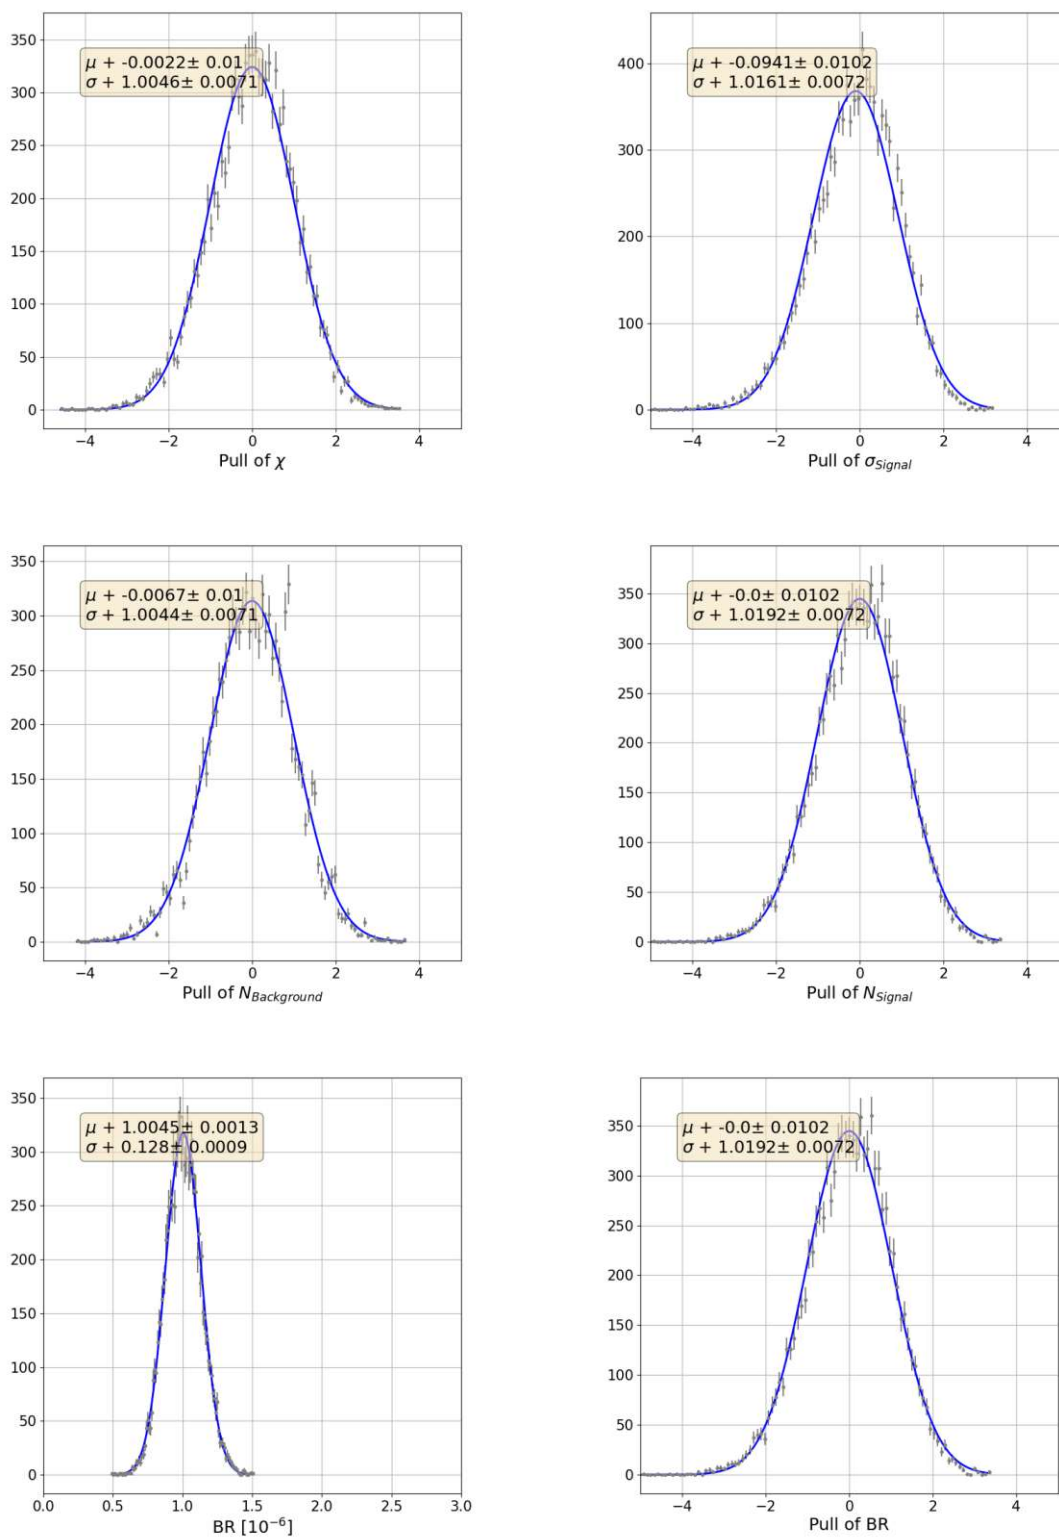 350
300
250
200
150
100
50
0
μ + -0.0022± 0.01
σ + 1.0046± 0.0071
−4 −2 0 2 4
Pull of χ
400
300
200
100
0
μ + -0.0941± 0.0102
σ + 1.0161± 0.0072
−4 −2 0 2 4
Pull of σSignal
350
300
250
200
150
100
50
0
μ + -0.0067± 0.01
σ + 1.0044± 0.0071
−4 −2 0 2 4
Pull of NBackground
350
300
250
200
150
100
50
0
μ + -0.0± 0.0102
σ + 1.0192± 0.0072
−4 −2 0 2 4
Pull of NSignal
350
300
250
200
150
100
50
0
μ + 1.0045± 0.0013
σ + 0.128± 0.0009
0.0 0.5 1.0 1.5 2.0 2.5 3.0
BR [10−6]
350
300
250
200
150
100
50
0
μ + -0.0± 0.0102
σ + 1.0192± 0.0072
−4 −2 0 2 4
Pull of BR